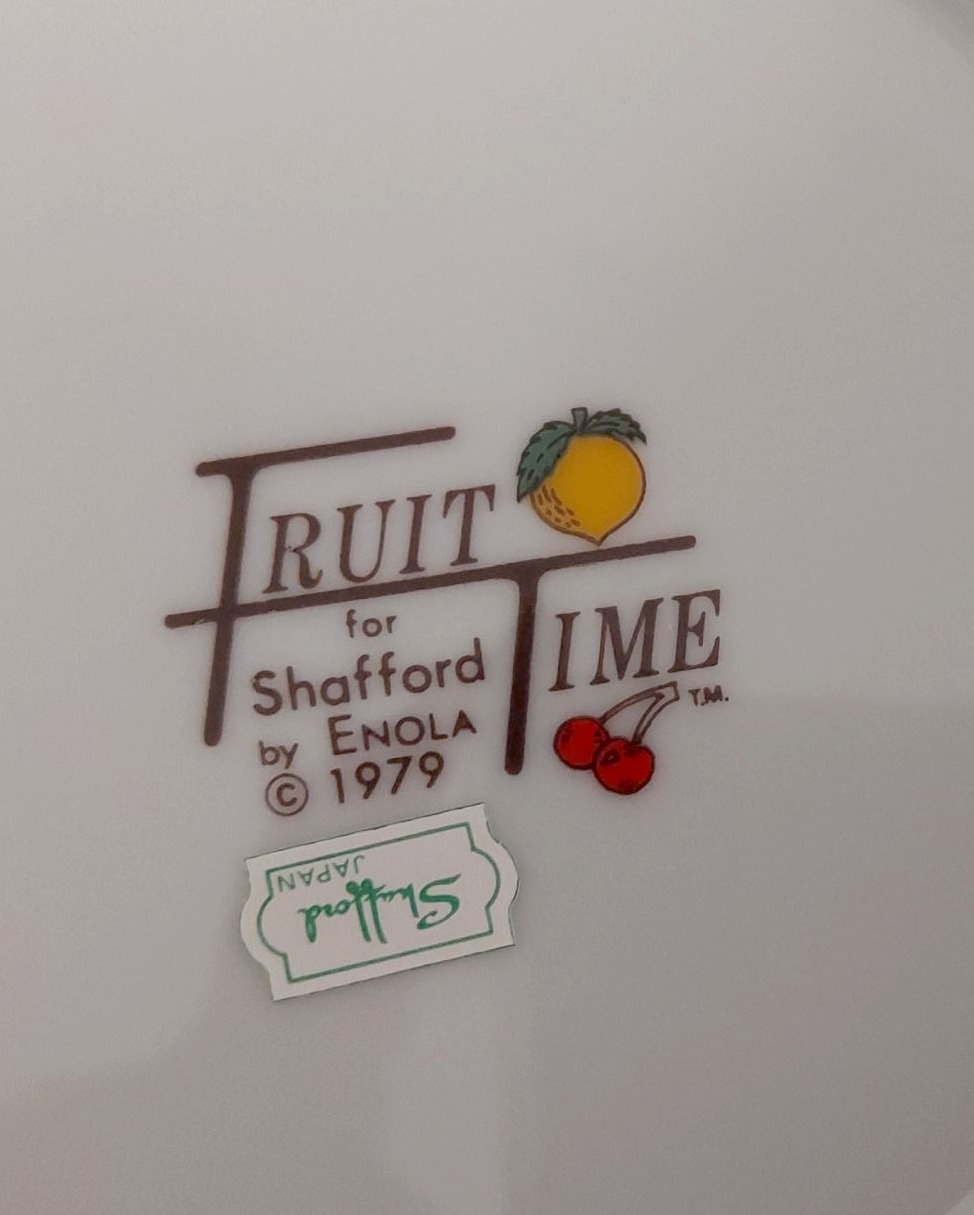 FRUIT
TIME
T.M.
for
Shafford
by ENOLA
© 1979
Shafford
JAPAN